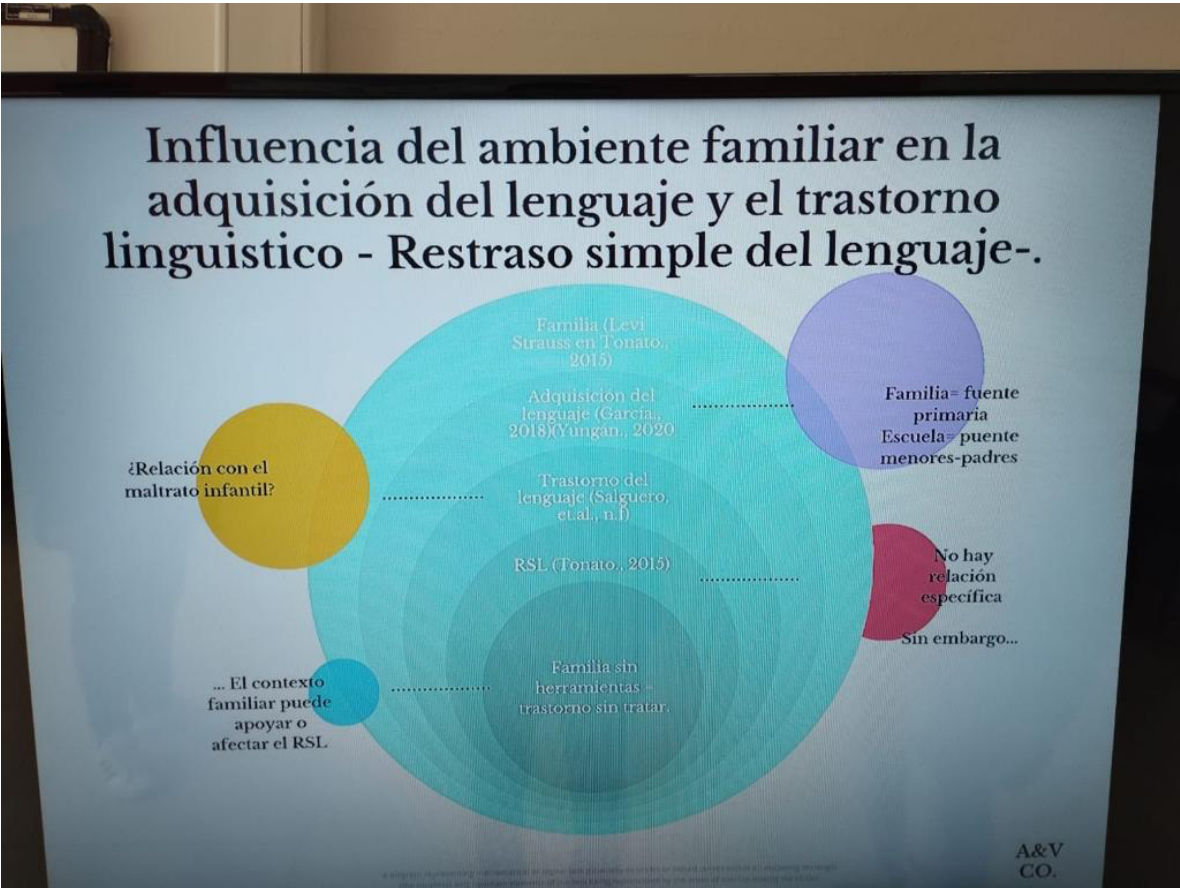 Influencia del ambiente familiar en la
adquisición del lenguaje y el trastorno
linguistico - Restraso simple del lenguaje-.
Familia (Levi
Strauss en Tonato.,
2015)
Adquisición del
lenguaje (García.,
2018)(Yungán., 2020
Familia= fuente
primaria
Escuela= puente
menores-padres
¿Relación con el
maltrato infantil?
Trastorno del
lenguaje (Salguero,
et.al., n.f)
RSL (Tonato., 2015)
No hay
relación
específica
Sin embargo...
... El contexto
familiar puede
apoyar o
afectar el RSL
Familia sin
herramientas =
trastorno sin tratar.
A&V
CO.